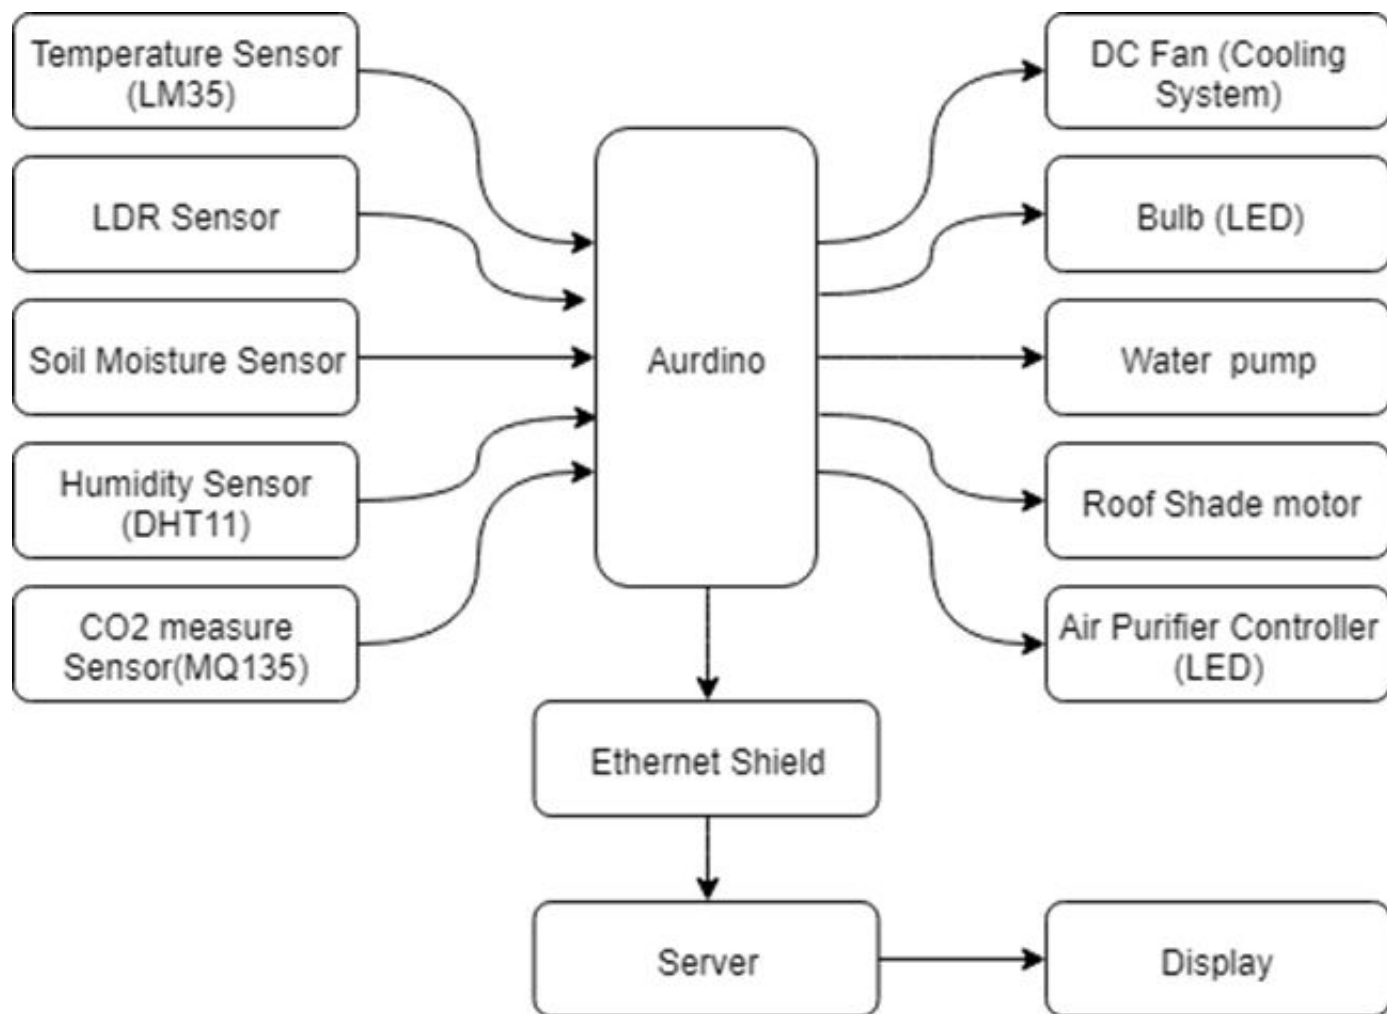 Temperature Sensor
(LM35)
LDR Sensor
Soil Moisture Sensor
Humidity Sensor
(DHT11)
CO2 measure
Sensor(MQ135)
Aurdino
DC Fan (Cooling
System)
Bulb (LED)
Water  pump
Roof Shade motor
Air Purifier Controller
(LED)
Ethernet Shield
Server
Display